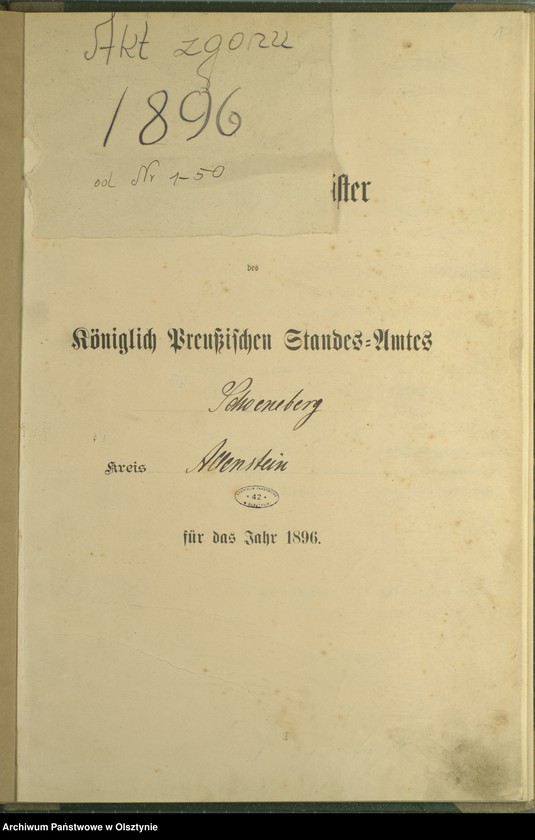 Akt zgonu
1896
od Nr 1-50
ister
des
Königlich Preußischen Standes-Amtes
Schoeneberg
Kreis Allenstein
42
für das Jahr 1896.
Archiwum Państwowe w Olsztynie